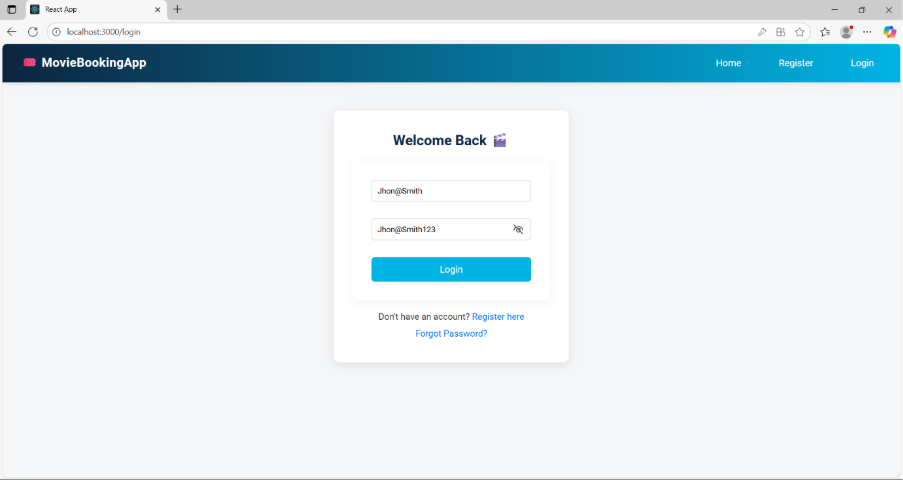 React App
localhost:3000/login
MovieBookingApp
Home Register Login
Welcome Back
Jhon@Smith
Jhon@Smith123
Login
Don't have an account? Register here
Forgot Password?